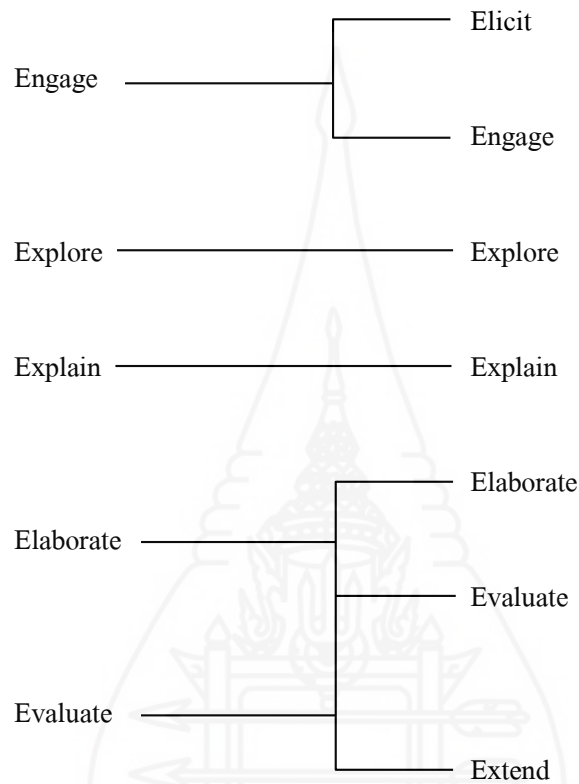 Elicit
Engage
Engage
Explore
Explore
Explain
Explain
Elaborate
Elaborate
Evaluate
Evaluate
Extend